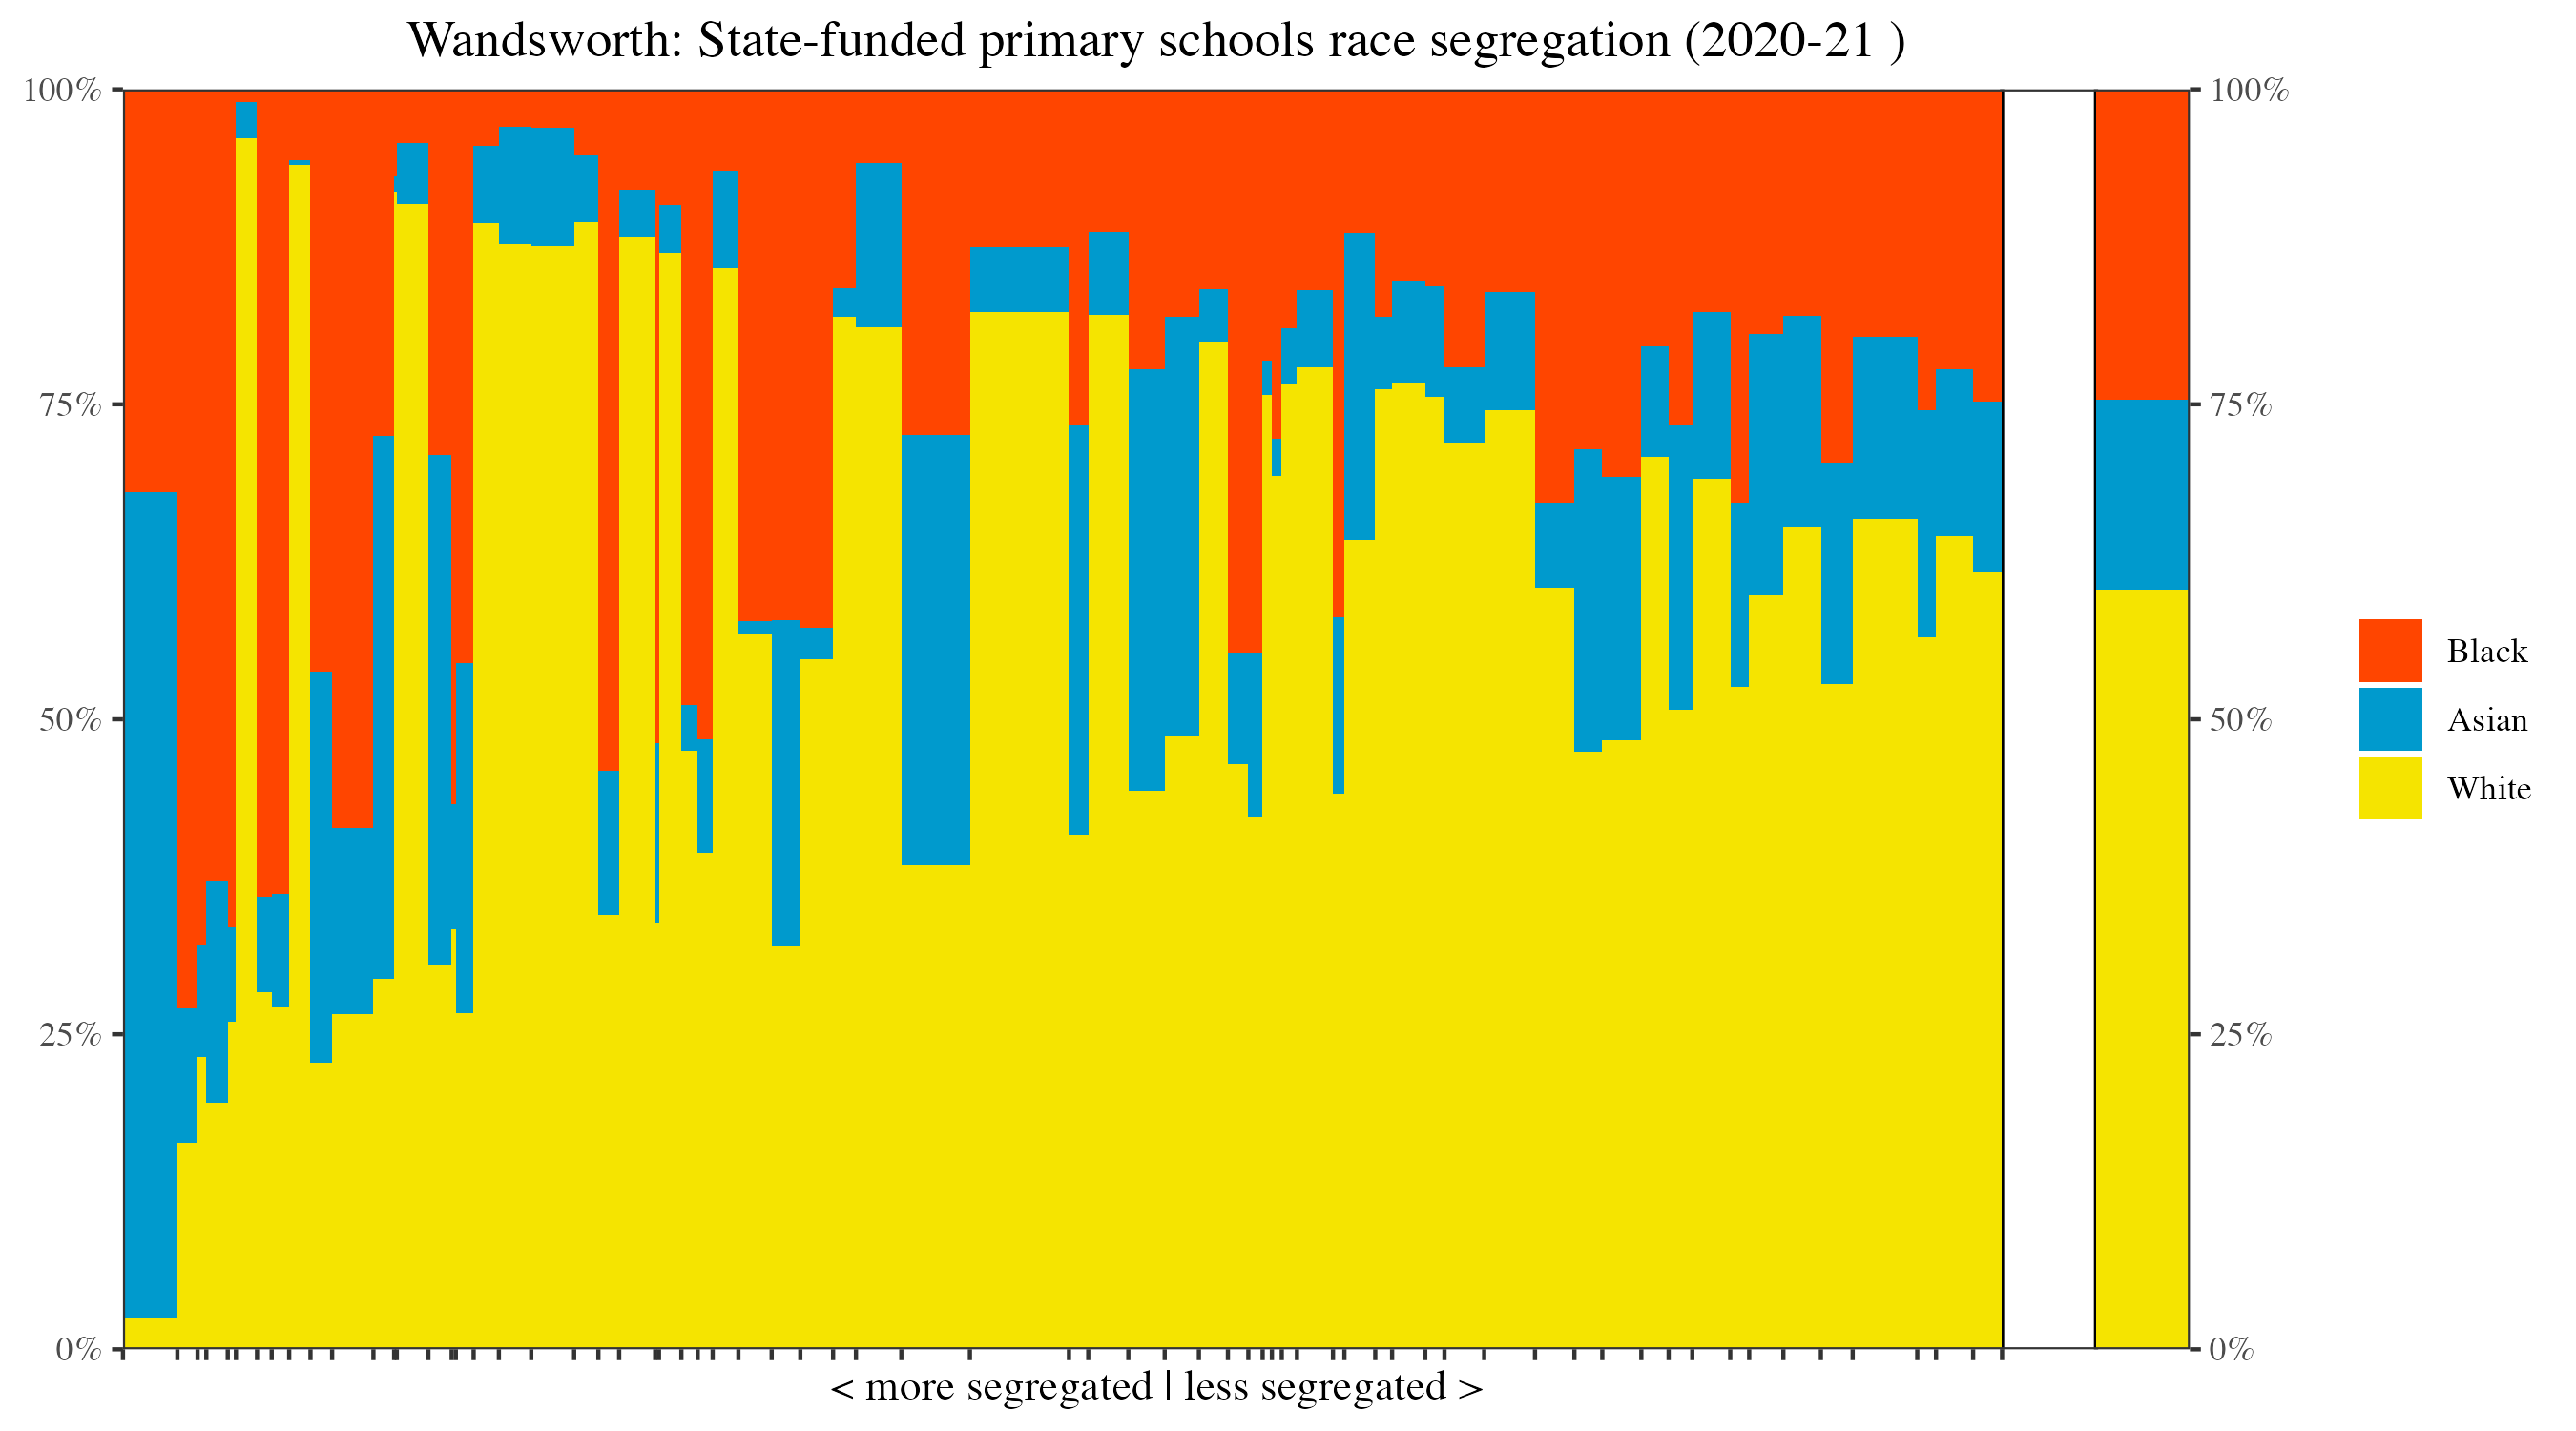 Wandsworth: State-funded primary schools race segregation (2020-21 )
100%
75%
50%
25%
0%
100%
75%
50%
25%
0%
Black
Asian
White
< more segregated | less segregated >